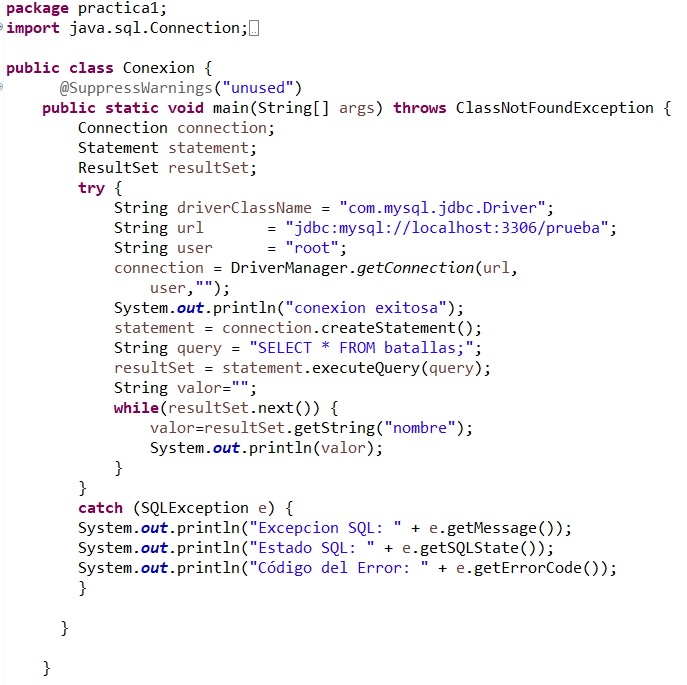 package practica1;
import java.sql.Connection;
public class Conexion {
@SuppressWarnings("unused")
public static void main(String[] args) throws ClassNotFoundException {
Connection connection;
Statement statement;
ResultSet resultSet;
try {
String driverClassName = "com.mysql.jdbc.Driver";
String url       = "jdbc:mysql://localhost:3306/prueba";
String user      = "root";
connection = DriverManager.getConnection(url,
user,"");
System.out.println("conexion exitosa");
statement = connection.createStatement();
String query = "SELECT * FROM batallas;";
resultSet = statement.executeQuery(query);
String valor="";
while(resultSet.next()) {
valor=resultSet.getString("nombre");
System.out.println(valor);
}
}
catch (SQLException e) {
System.out.println("Excepcion SQL: " + e.getMessage());
System.out.println("Estado SQL: " + e.getSQLState());
System.out.println("Código del Error: " + e.getErrorCode());
}
}
}